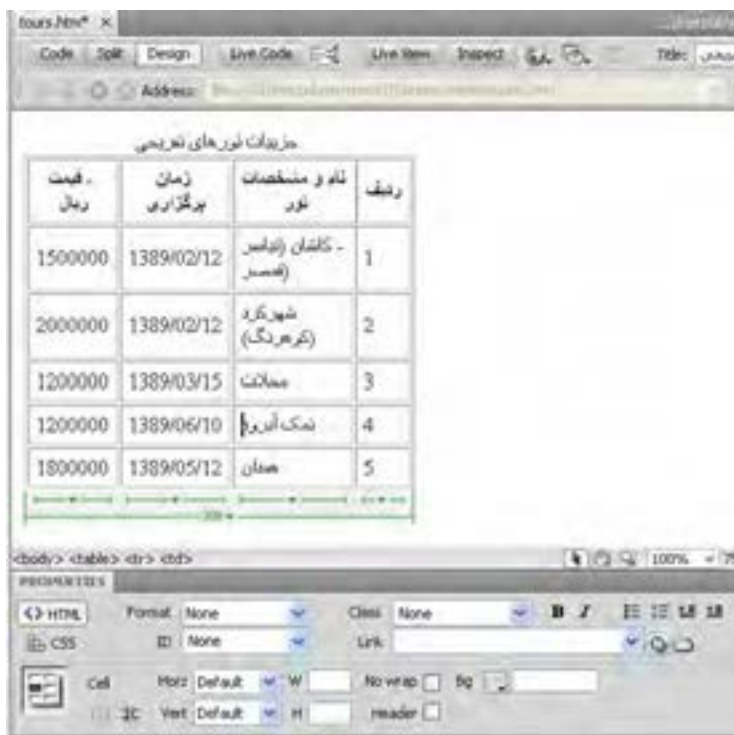 tours.htm* ×
Code Split Design Live Code Live View Inspect Title:
Address:
جزییات تورهای تفریحی
ردیف نام و مشخصات تور زمان برگزاری قیمت ریال
1 کاشان (نیاسر قمصر) 1389/02/12 1500000
2 شهرکرد (کوهرنگ) 1389/02/12 2000000
3 محلات 1389/03/15 1200000
4 نمک آبرود 1389/06/10 1200000
5 همدان 1389/05/12 1800000
<body> <table> <tr> <td> 100%
PROPERTIES
<> HTML Format None Class None B I
CSS ID None Link
Cell Horz Default W No wrap Bg
Vert Default H Header